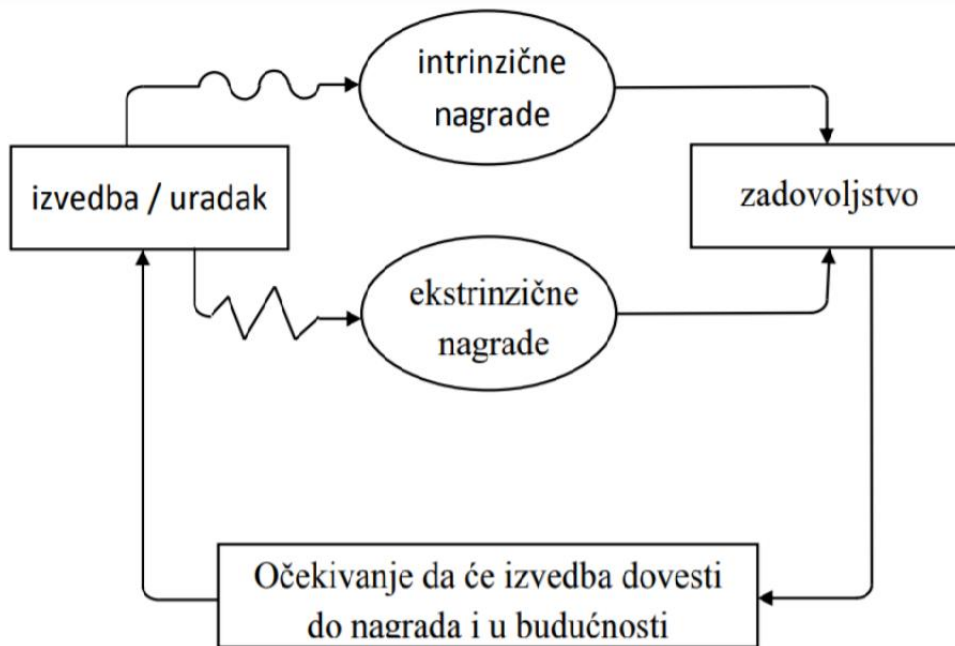 intrinzične
nagrade
izvedba / uradak
zadovoljstvo
ekstrinzične
nagrade
Očekivanje da će izvedba dovesti
do nagrada i u budućnosti